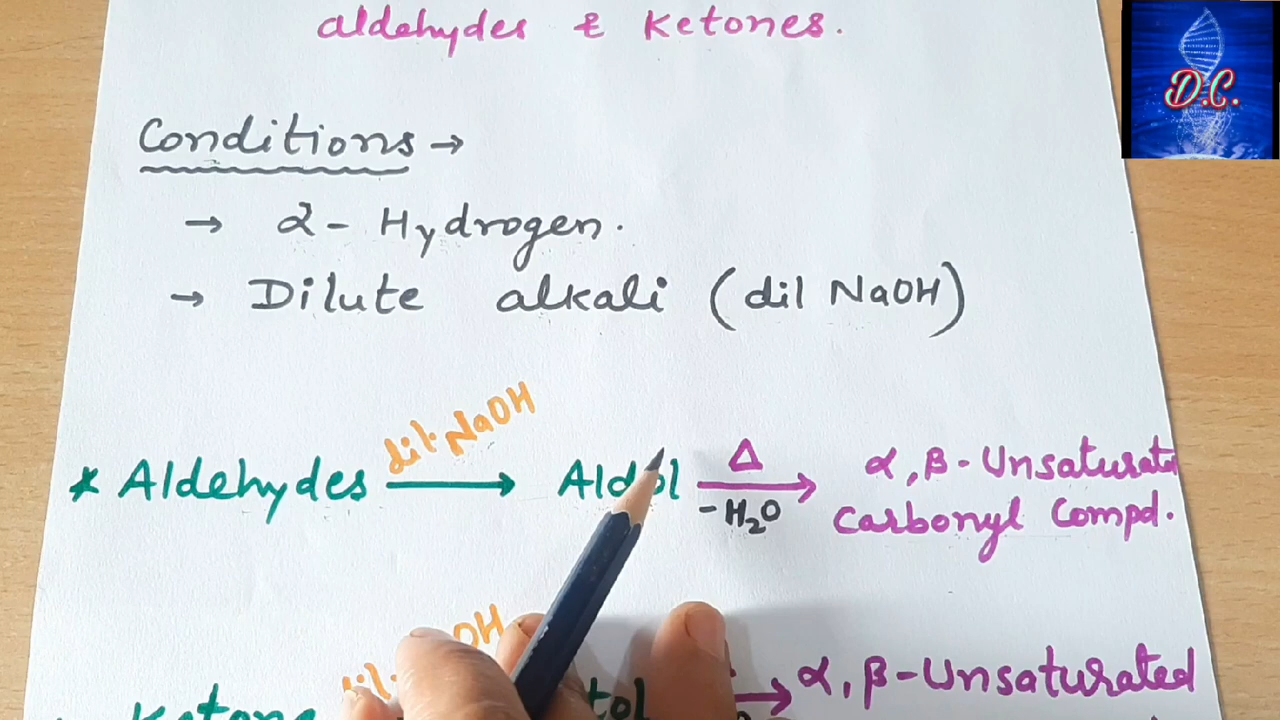 aldehydes & Ketones.
D.C.
Conditions →
→ α - Hydrogen.
→ Dilute alkali (dil NaOH)
* Aldehydes dil. NaOH → Aldol Δ -H₂O → α, β - Unsaturated
Carbonyl Compd.
α, β - Unsaturated